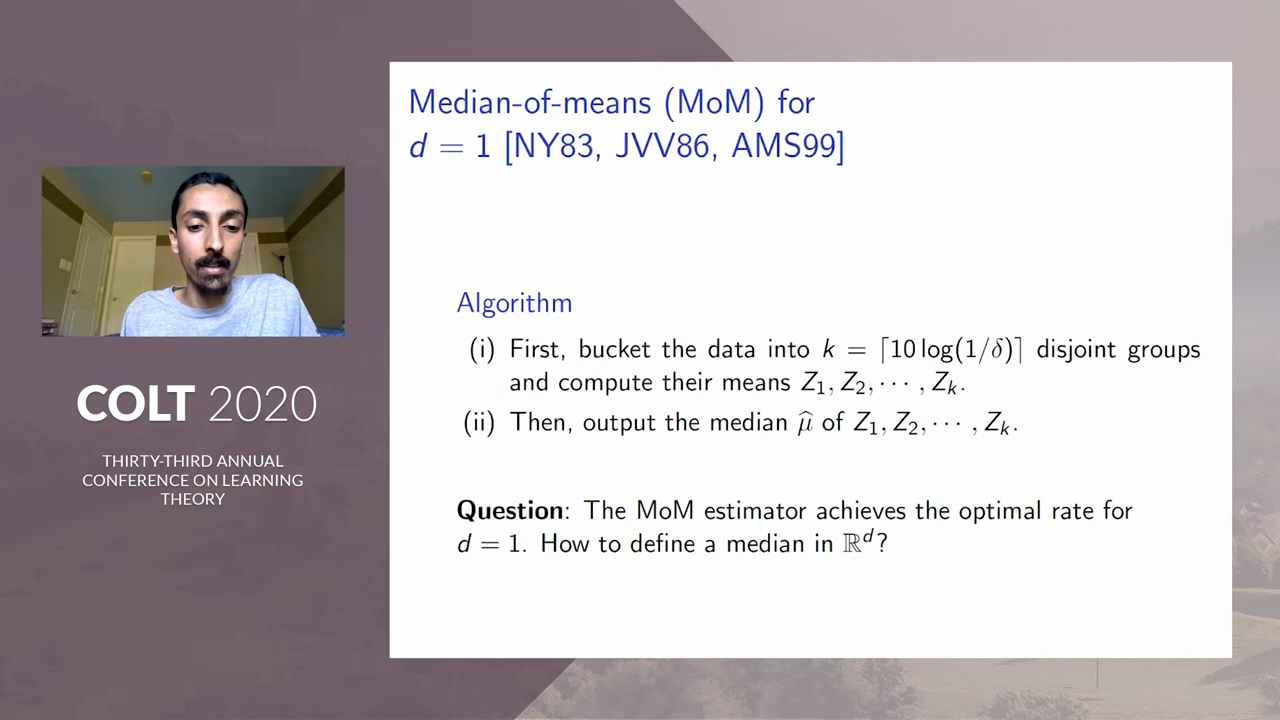 Median-of-means (MoM) for
d = 1 [NY83, JVV86, AMS99]
Algorithm
(i) First, bucket the data into k = ⌈10 log(1/δ)⌉ disjoint groups
and compute their means Z₁, Z₂, ⋯ , Zₖ.
(ii) Then, output the median μ̂ of Z₁, Z₂, ⋯ , Zₖ.
Question: The MoM estimator achieves the optimal rate for
d = 1. How to define a median in ℝᵈ?
COLT 2020
THIRTY-THIRD ANNUAL
CONFERENCE ON LEARNING
THEORY